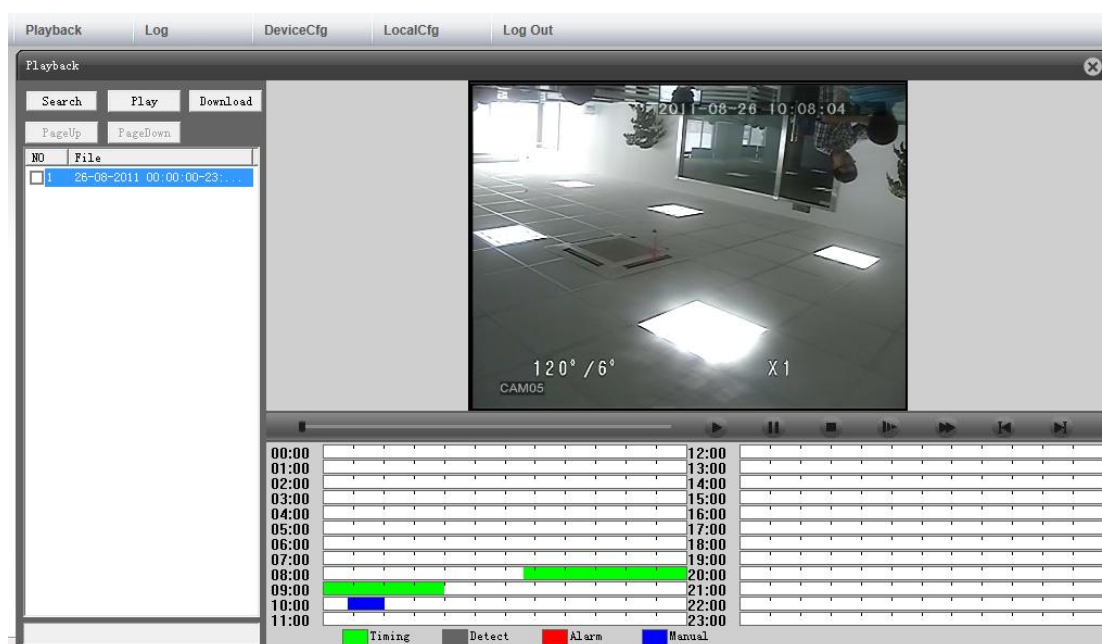 Playback Log DeviceCfg LocalCfg Log Out
Playback
Search Play Download
PageUp PageDown
NO File
1 26-08-2011 00:00:00-23:...
2011-08-26 10:08:04
120°/6° X1
CAM05
00:00 12:00
01:00 13:00
02:00 14:00
03:00 15:00
04:00 16:00
05:00 17:00
06:00 18:00
07:00 19:00
08:00 20:00
09:00 21:00
10:00 22:00
11:00 23:00
Timing Detect Alarm Manual